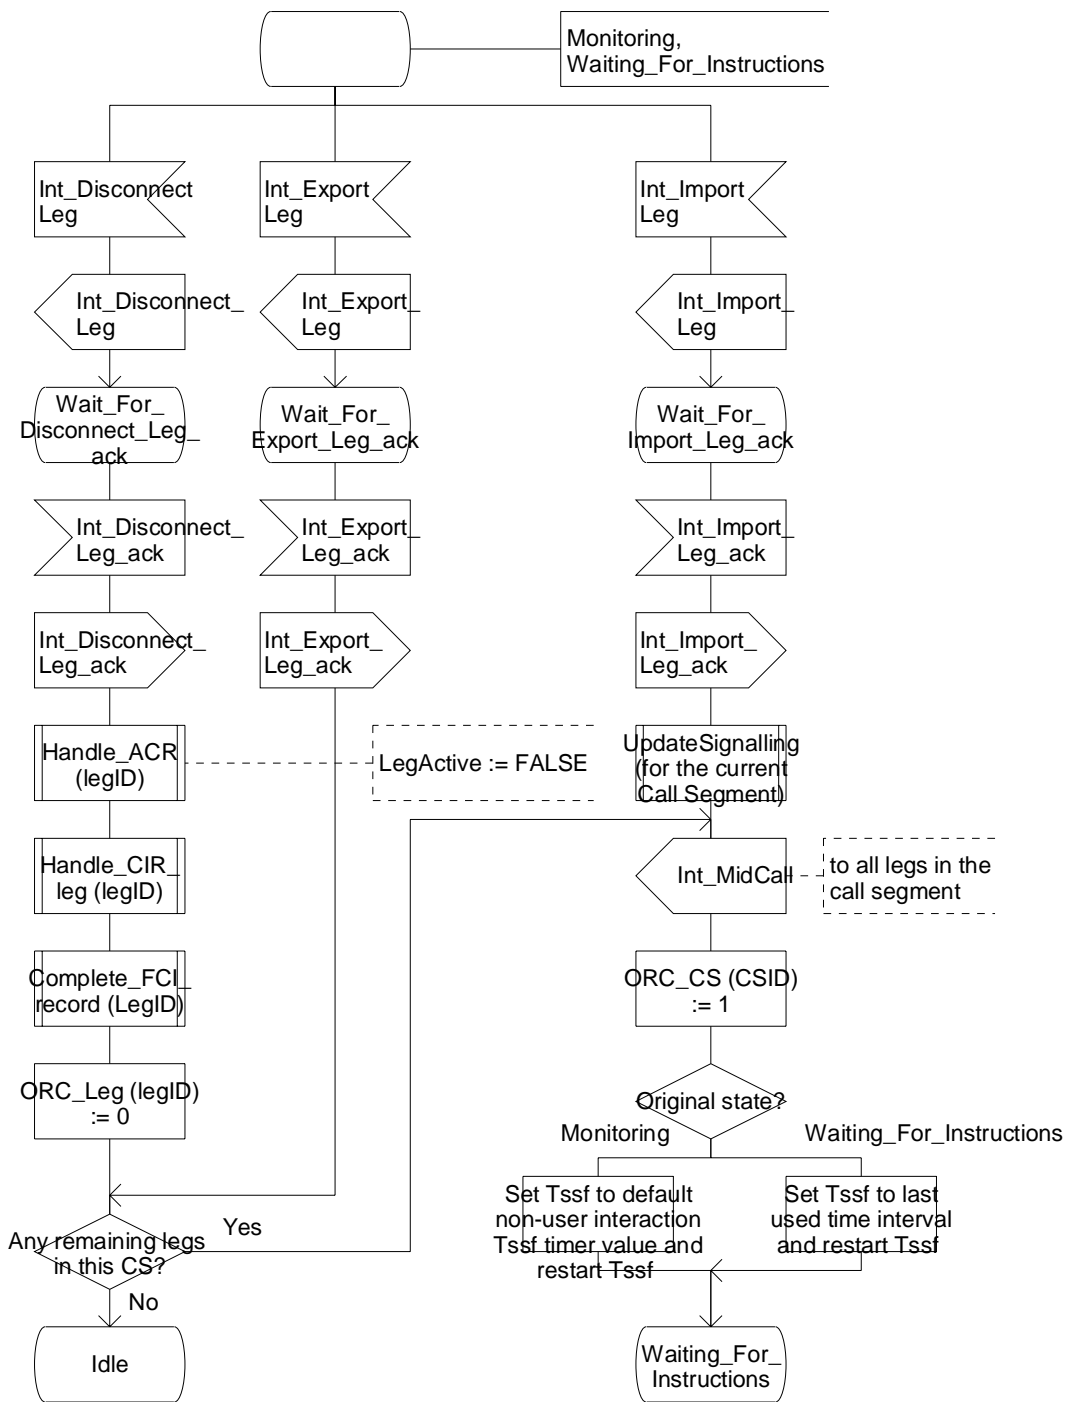 Monitoring,
Waiting_For_Instructions
Int_Disconnect
Leg
Int_Export
Leg
Int_Import
Leg
Int_Disconnect_
Leg
Int_Export_
Leg
Int_Import_
Leg
Wait_For_
Disconnect_Leg_
ack
Wait_For_
Export_Leg_ack
Wait_For_
Import_Leg_ack
Int_Disconnect_
Leg_ack
Int_Export_
Leg_ack
Int_Import_
Leg_ack
Int_Disconnect_
Leg_ack
Int_Export_
Leg_ack
Int_Import_
Leg_ack
Handle_ACR
(legID)
LegActive := FALSE
UpdateSignalling
(for the current
Call Segment)
Handle_CIR_
leg (legID)
Int_MidCall
to all legs in the
call segment
Complete_FCI_
record (LegID)
ORC_CS (CSID)
:= 1
ORC_Leg (legID)
:= 0
Original state?
Monitoring
Waiting_For_Instructions
Set Tssf to default
non-user interaction
Tssf timer value and
restart Tssf
Set Tssf to last
used time interval
and restart Tssf
Any remaining legs
in this CS?
Yes
No
Idle
Waiting_For_
Instructions